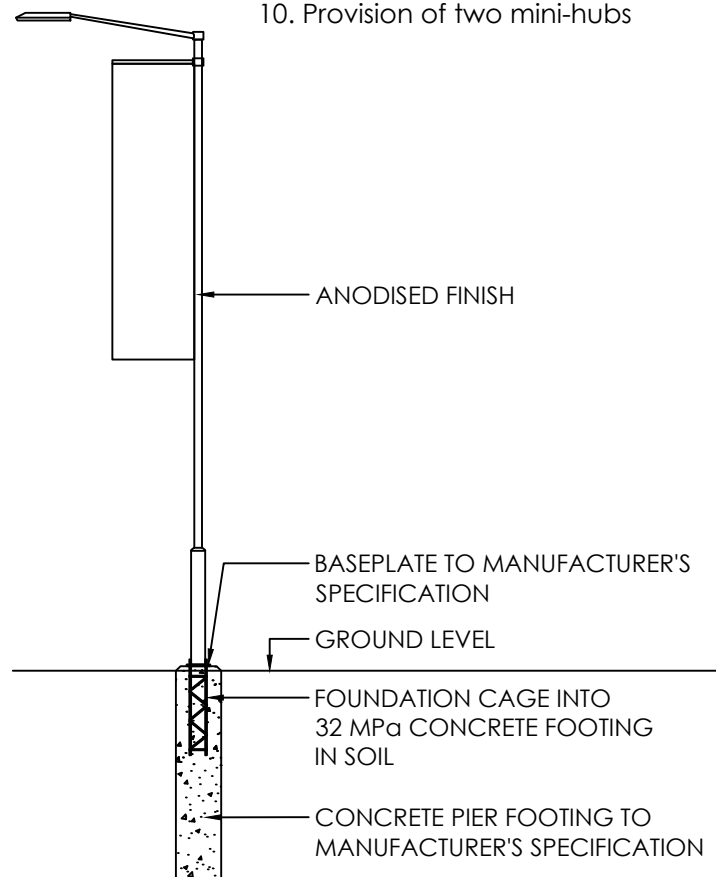 10. Provision of two mini-hubs
ANODISED FINISH
BASEPLATE TO MANUFACTURER'S
SPECIFICATION
GROUND LEVEL
FOUNDATION CAGE INTO
32 MPa CONCRETE FOOTING
IN SOIL
CONCRETE PIER FOOTING TO
MANUFACTURER'S SPECIFICATION